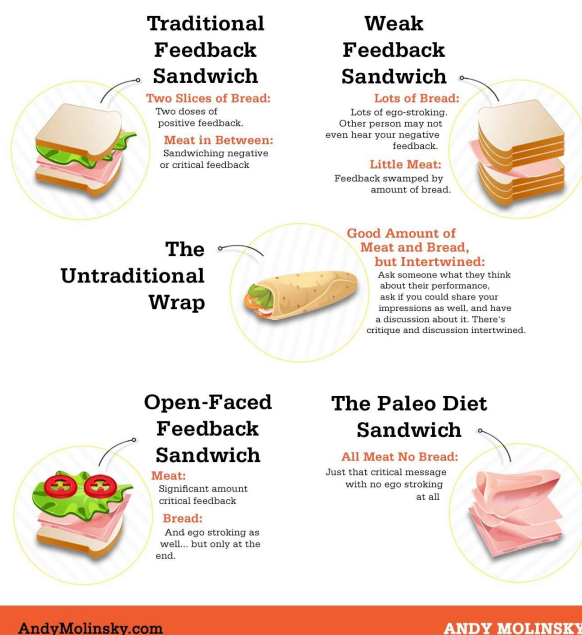 Traditional
Feedback
Sandwich
Two Slices of Bread:
Two doses of
positive feedback.
Meat in Between:
Sandwiching negative
or critical feedback
Weak
Feedback
Sandwich
Lots of Bread:
Lots of ego-stroking.
Other person may not
even hear your negative
feedback.
Little Meat:
Feedback swamped by
amount of bread.
The
Untraditional
Wrap
Good Amount of
Meat and Bread,
but Intertwined:
Ask someone what they think
about their performance,
ask if you could share your
impressions as well, and have
a discussion about it. There's
critique and discussion intertwined.
Open-Faced
Feedback
Sandwich
Meat:
Significant amount
critical feedback
Bread:
And ego stroking as
well... but only at the
end.
The Paleo Diet
Sandwich
All Meat No Bread:
Just that critical message
with no ego stroking
at all
AndyMolinsky.com
ANDY MOLINSKY